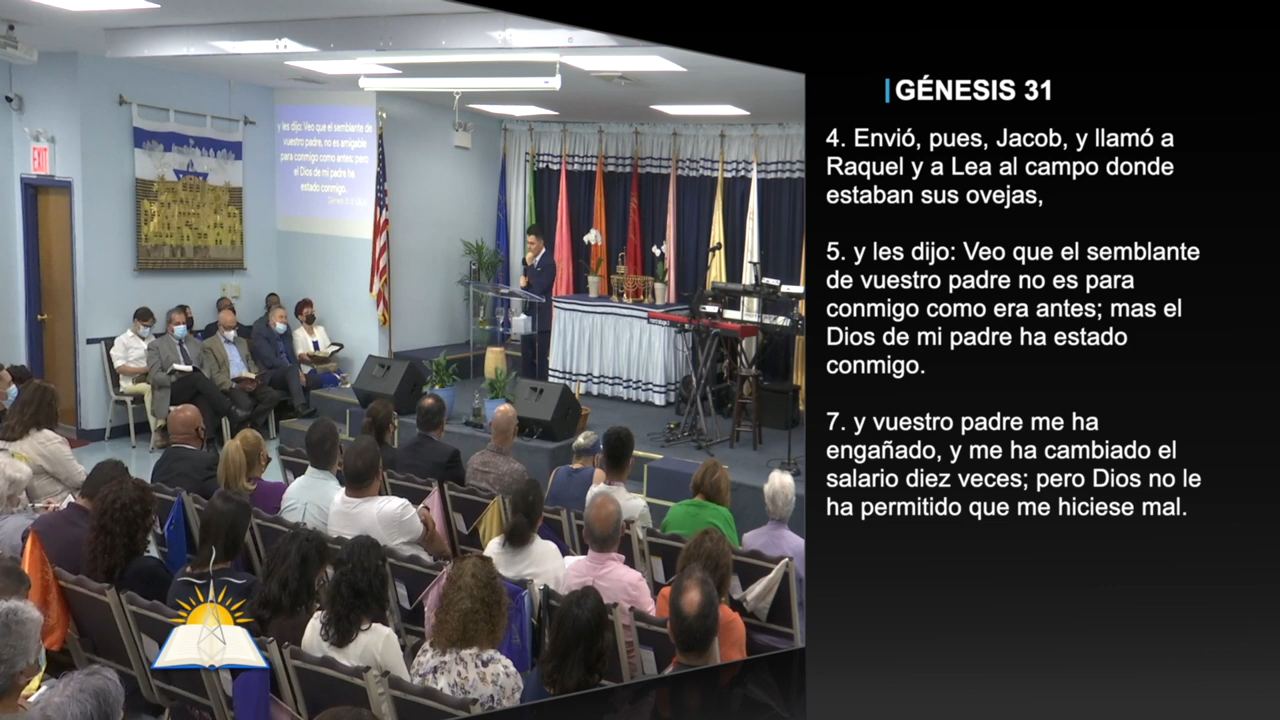 EXIT
y les dijo: Veo que el semblante de
vuestro padre, no es amigable
para conmigo como antes; pero
el Dios de mi padre ha
estado conmigo.
GÉNESIS 31
4. Envió, pues, Jacob, y llamó a
Raquel y a Lea al campo donde
estaban sus ovejas,
5. y les dijo: Veo que el semblante
de vuestro padre no es para
conmigo como era antes; mas el
Dios de mi padre ha estado
conmigo.
7. y vuestro padre me ha
engañado, y me ha cambiado el
salario diez veces; pero Dios no le
ha permitido que me hiciese mal.